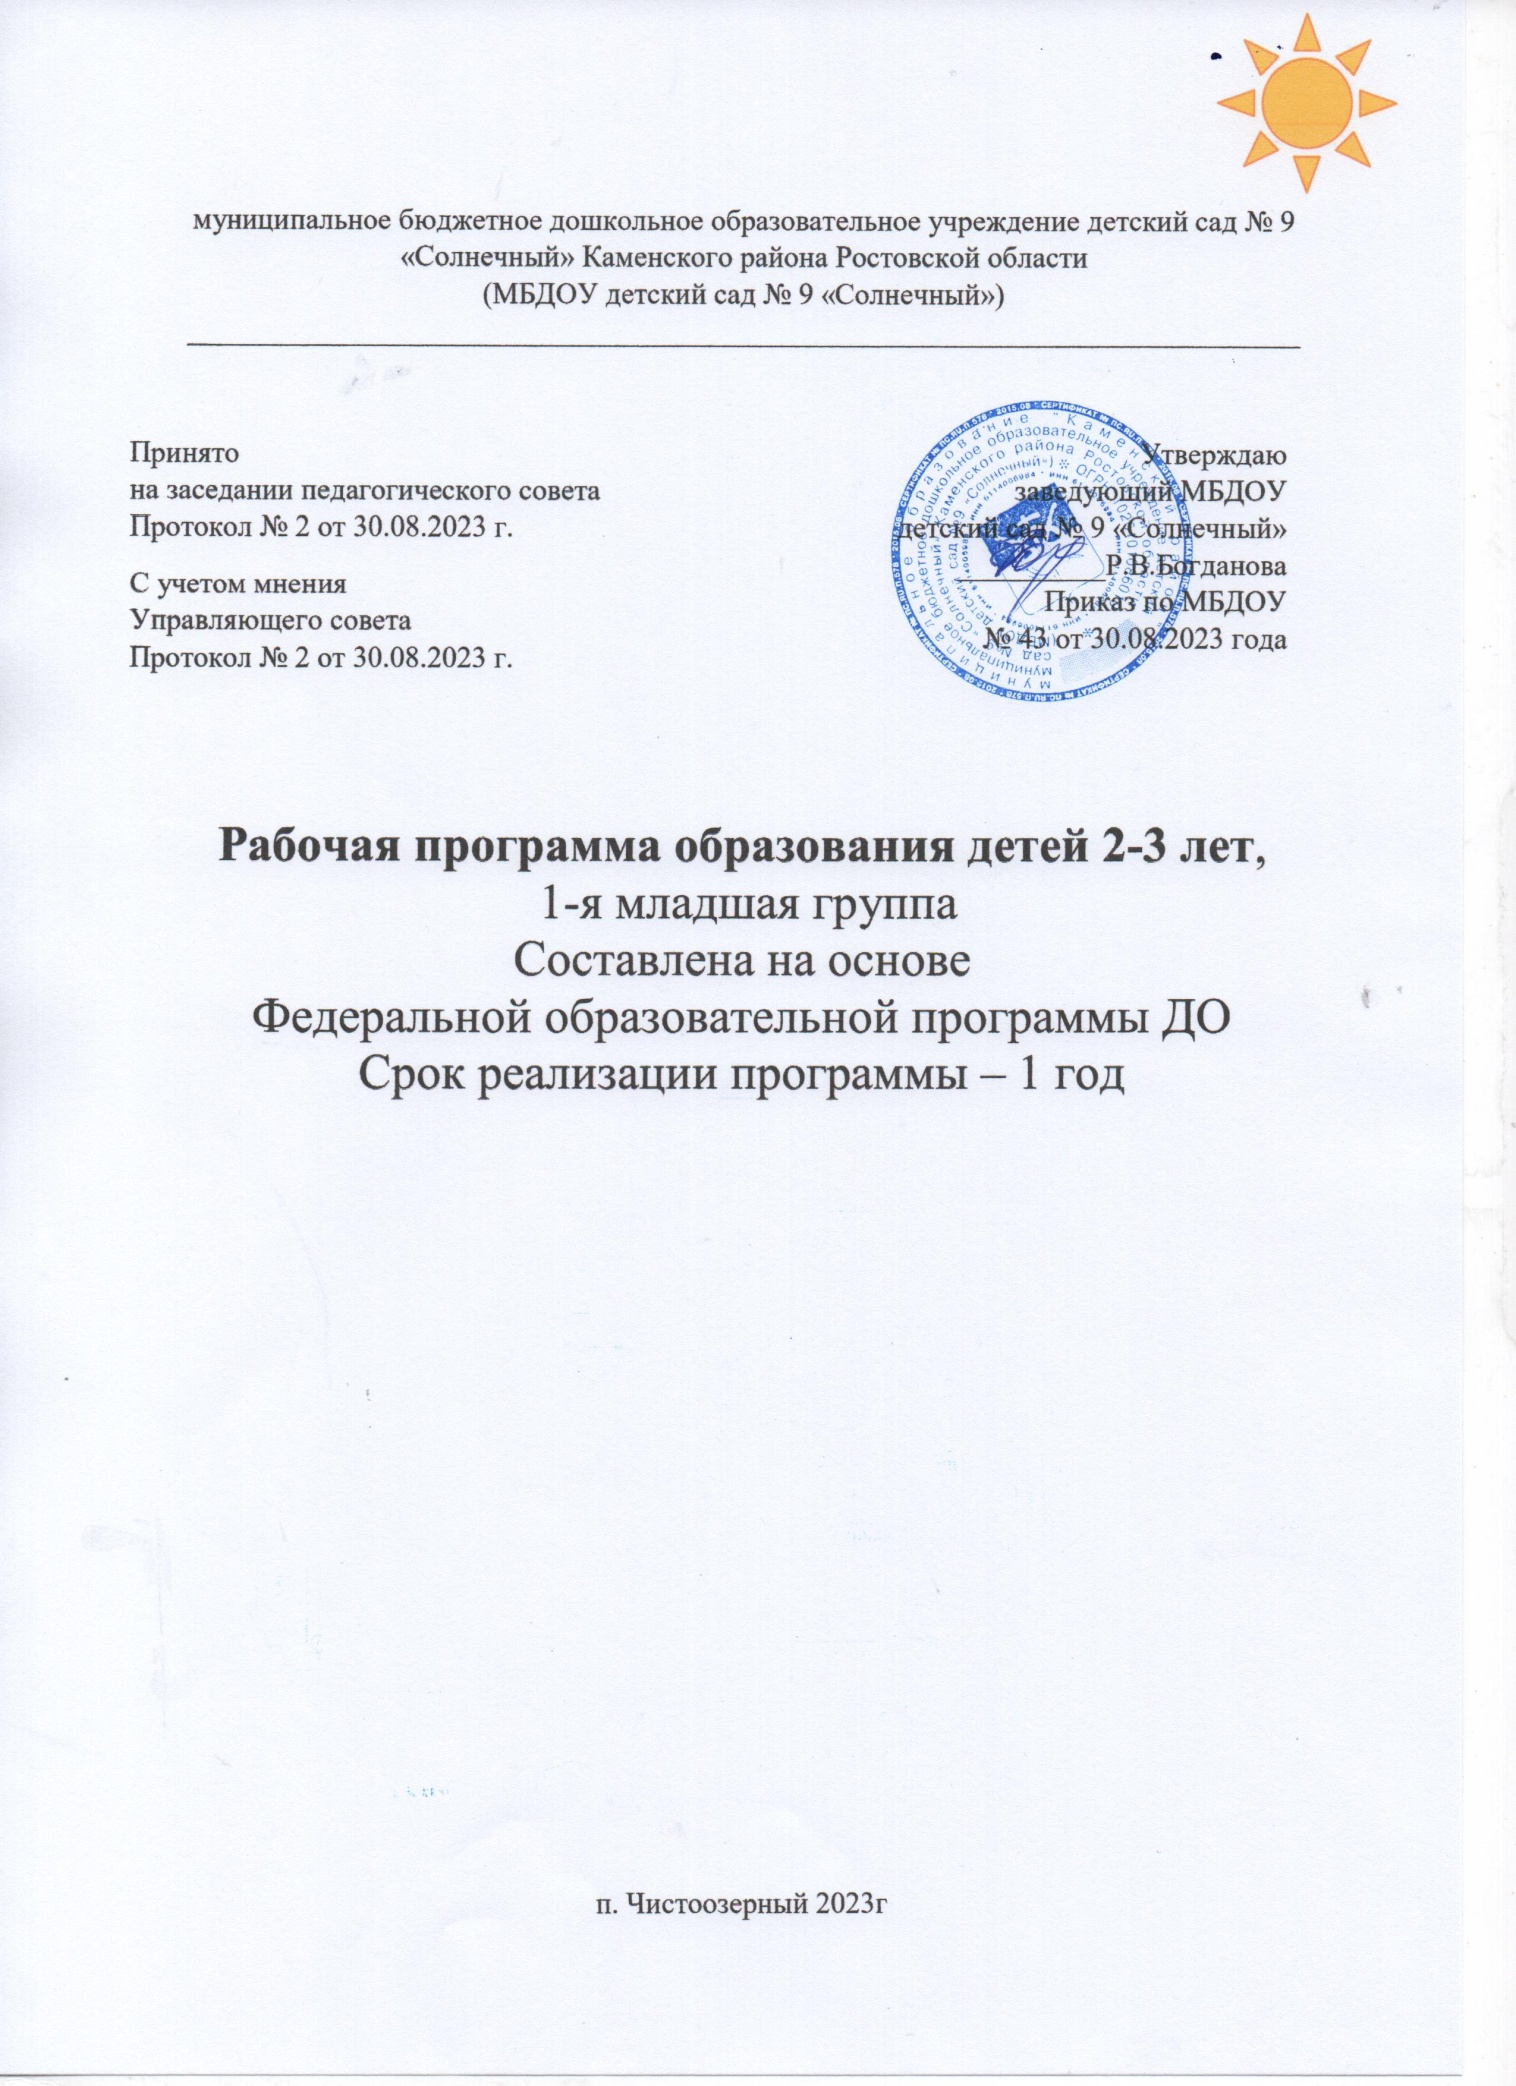 муниципальное бюджетное дошкольное образовательное учреждение детский сад № 9
«Солнечный» Каменского района Ростовской области
(МБДОУ детский сад № 9 «Солнечный»)
Принято
на заседании педагогического совета
Протокол № 2 от 30.08.2023 г.
С учетом мнения
Управляющего совета
Протокол № 2 от 30.08.2023 г.
Утверждаю
заведующий МБДОУ
детский сад № 9 «Солнечный»
Р.В.Богданова
Приказ по МБДОУ
№ 43 от 30.08.2023 года
Рабочая программа образования детей 2-3 лет,
1-я младшая группа
Составлена на основе
Федеральной образовательной программы ДО
Срок реализации программы – 1 год
п. Чистоозерный 2023г